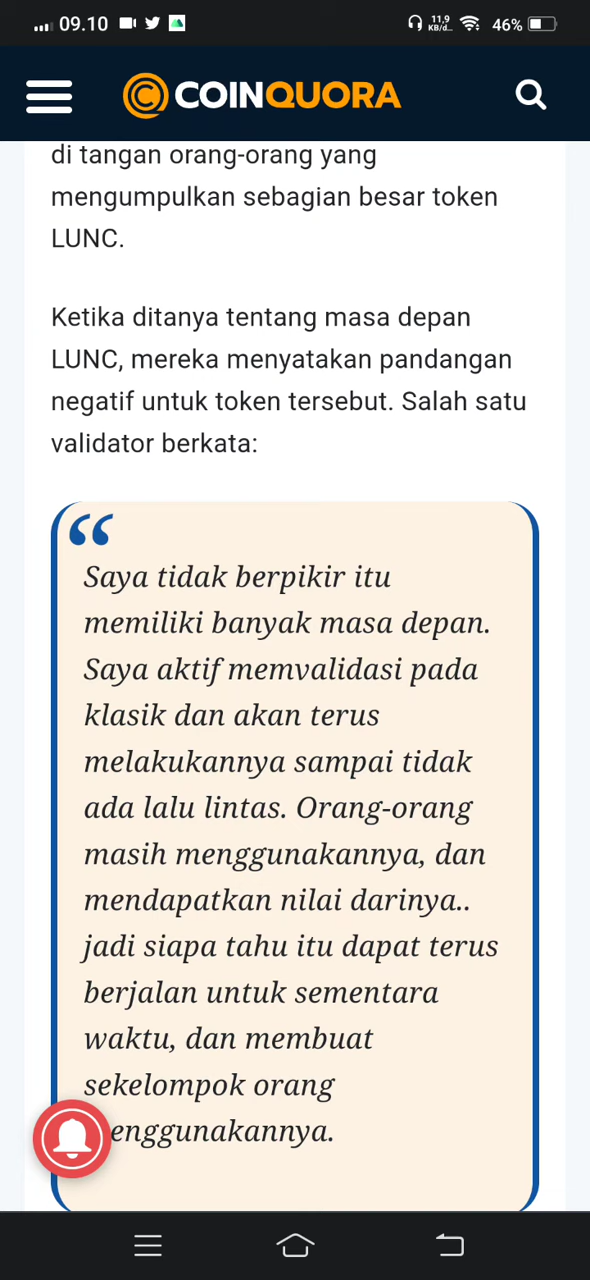 09.10
11,9
KB/d...
46%
COINQUORA
di tangan orang-orang yang
mengumpulkan sebagian besar token
LUNC.
Ketika ditanya tentang masa depan
LUNC, mereka menyatakan pandangan
negatif untuk token tersebut. Salah satu
validator berkata:
“
Saya tidak berpikir itu
memiliki banyak masa depan.
Saya aktif memvalidasi pada
klasik dan akan terus
melakukannya sampai tidak
ada lalu lintas. Orang-orang
masih menggunakannya, dan
mendapatkan nilai darinya..
jadi siapa tahu itu dapat terus
berjalan untuk sementara
waktu, dan membuat
sekelompok orang
enggunakannya.